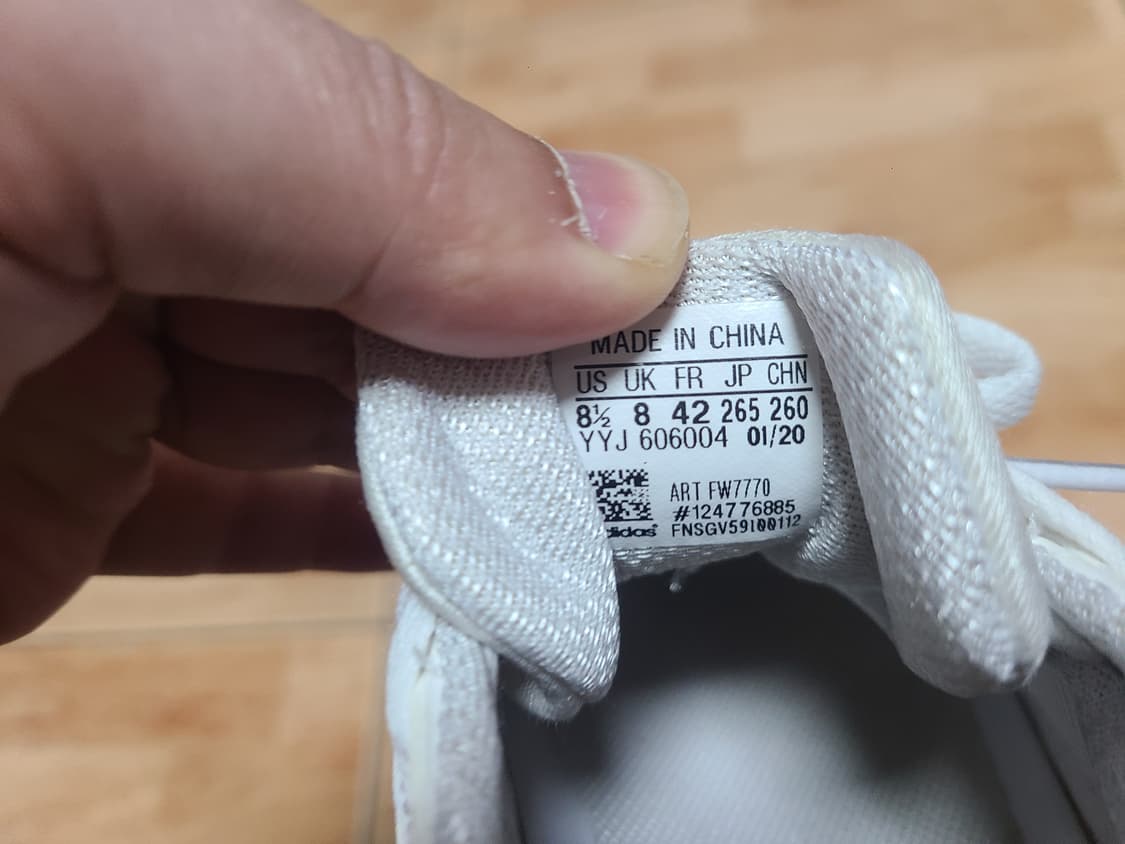 MADE IN CHINA
US UK FR JP CHN
8½ 8 42 265 260
YYJ 606004 01/20
ART FW7770
#124776885
adidas FNSGV59I00112